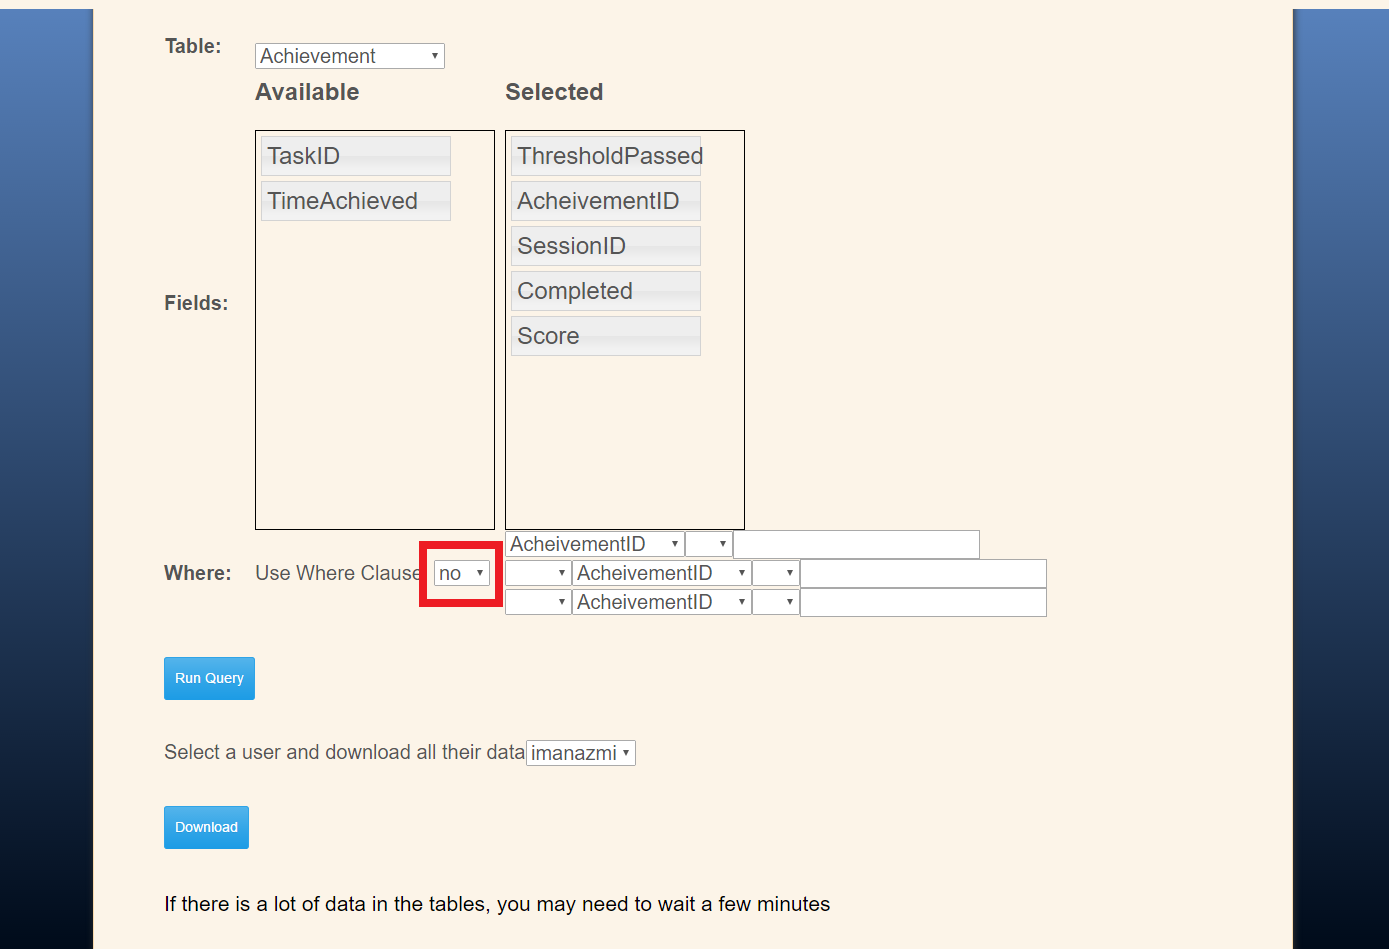 Table:
Achievement
Available Selected
TaskID ThresholdPassed
TimeAchieved AcheivementID
SessionID
Fields: Completed
Score
AcheivementID
Where: Use Where Clause no AcheivementID
AcheivementID
Run Query
Select a user and download all their data imanazmi
Download
If there is a lot of data in the tables, you may need to wait a few minutes